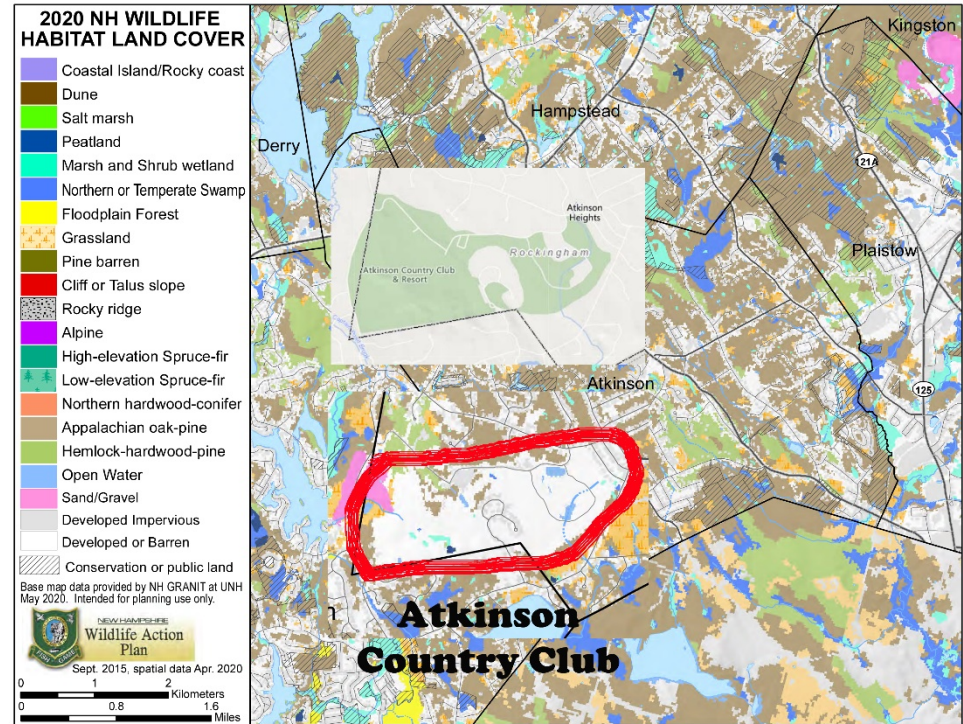 2020 NH WILDLIFE
HABITAT LAND COVER
Coastal Island/Rocky coast
Dune
Salt marsh
Peatland
Marsh and Shrub wetland
Northern or Temperate Swamp
Floodplain Forest
Grassland
Pine barren
Cliff or Talus slope
Rocky ridge
Alpine
High-elevation Spruce-fir
Low-elevation Spruce-fir
Northern hardwood-conifer
Appalachian oak-pine
Hemlock-hardwood-pine
Open Water
Sand/Gravel
Developed Impervious
Developed or Barren
Conservation or public land
Base map data provided by NH GRANIT at UNH
May 2020. Intended for planning use only.
NEW HAMPSHIRE
Wildlife Action
Plan
Sept. 2015, spatial data Apr. 2020
0 1 2
Kilometers
0 0.8 1.6
Miles
Kingston
Hampstead
Derry
121A
Atkinson
Heights
Rockingham
Plaistow
Atkinson Country Club
& Resort
Atkinson
125
Atkinson
Country Club